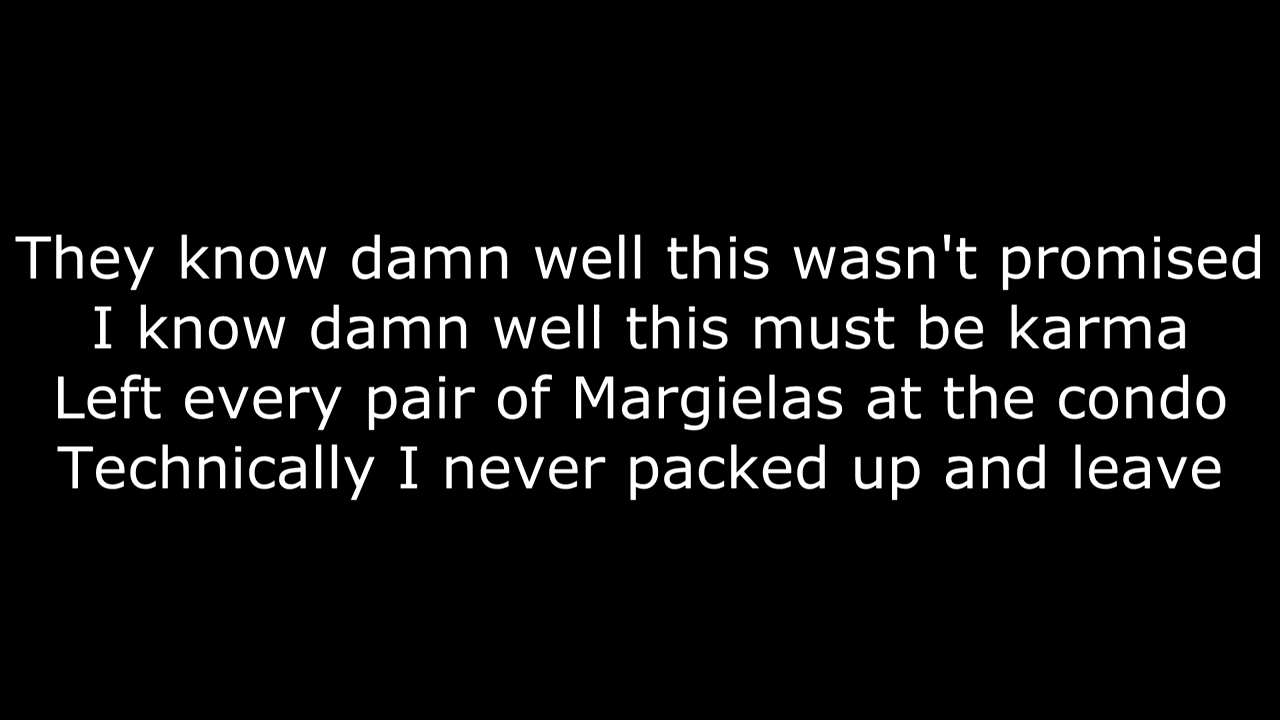 They know damn well this wasn't promised
I know damn well this must be karma
Left every pair of Margielas at the condo
Technically I never packed up and leave